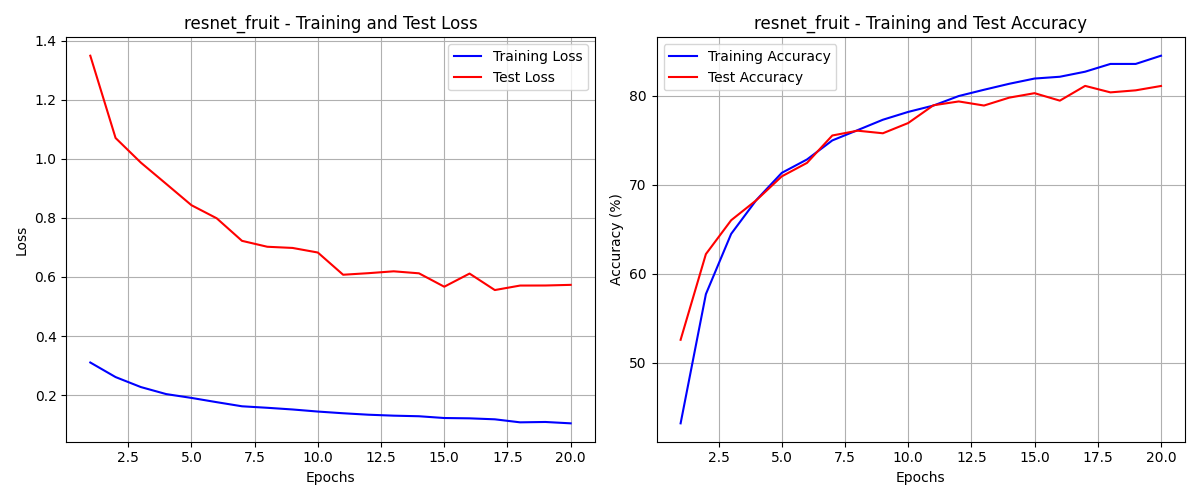 resnet_fruit - Training and Test Loss
1.4
1.2
1.0
0.8
0.6
0.4
0.2
Loss
Training Loss
Test Loss
2.5 5.0 7.5 10.0 12.5 15.0 17.5 20.0
Epochs
resnet_fruit - Training and Test Accuracy
80
70
60
50
Accuracy (%)
Training Accuracy
Test Accuracy
2.5 5.0 7.5 10.0 12.5 15.0 17.5 20.0
Epochs